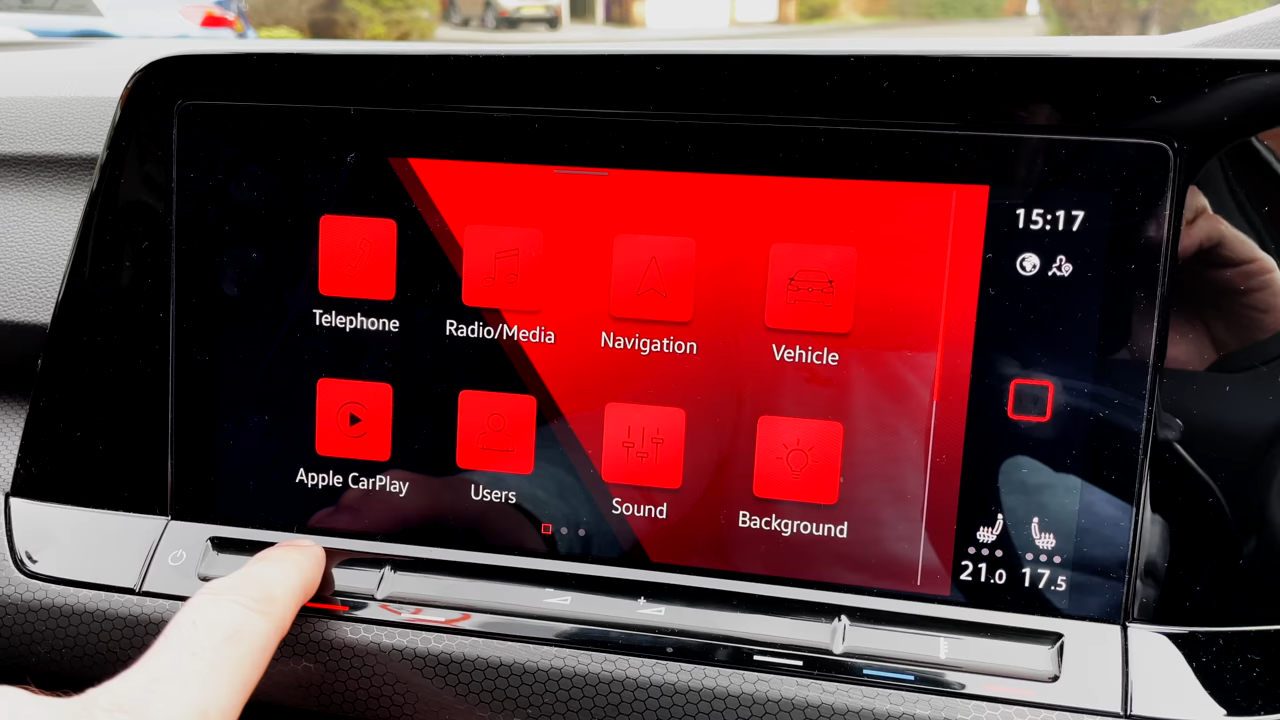 15:17
Telephone
Radio/Media
Navigation
Vehicle
Apple CarPlay
Users
Sound
Background
21.0 17.5